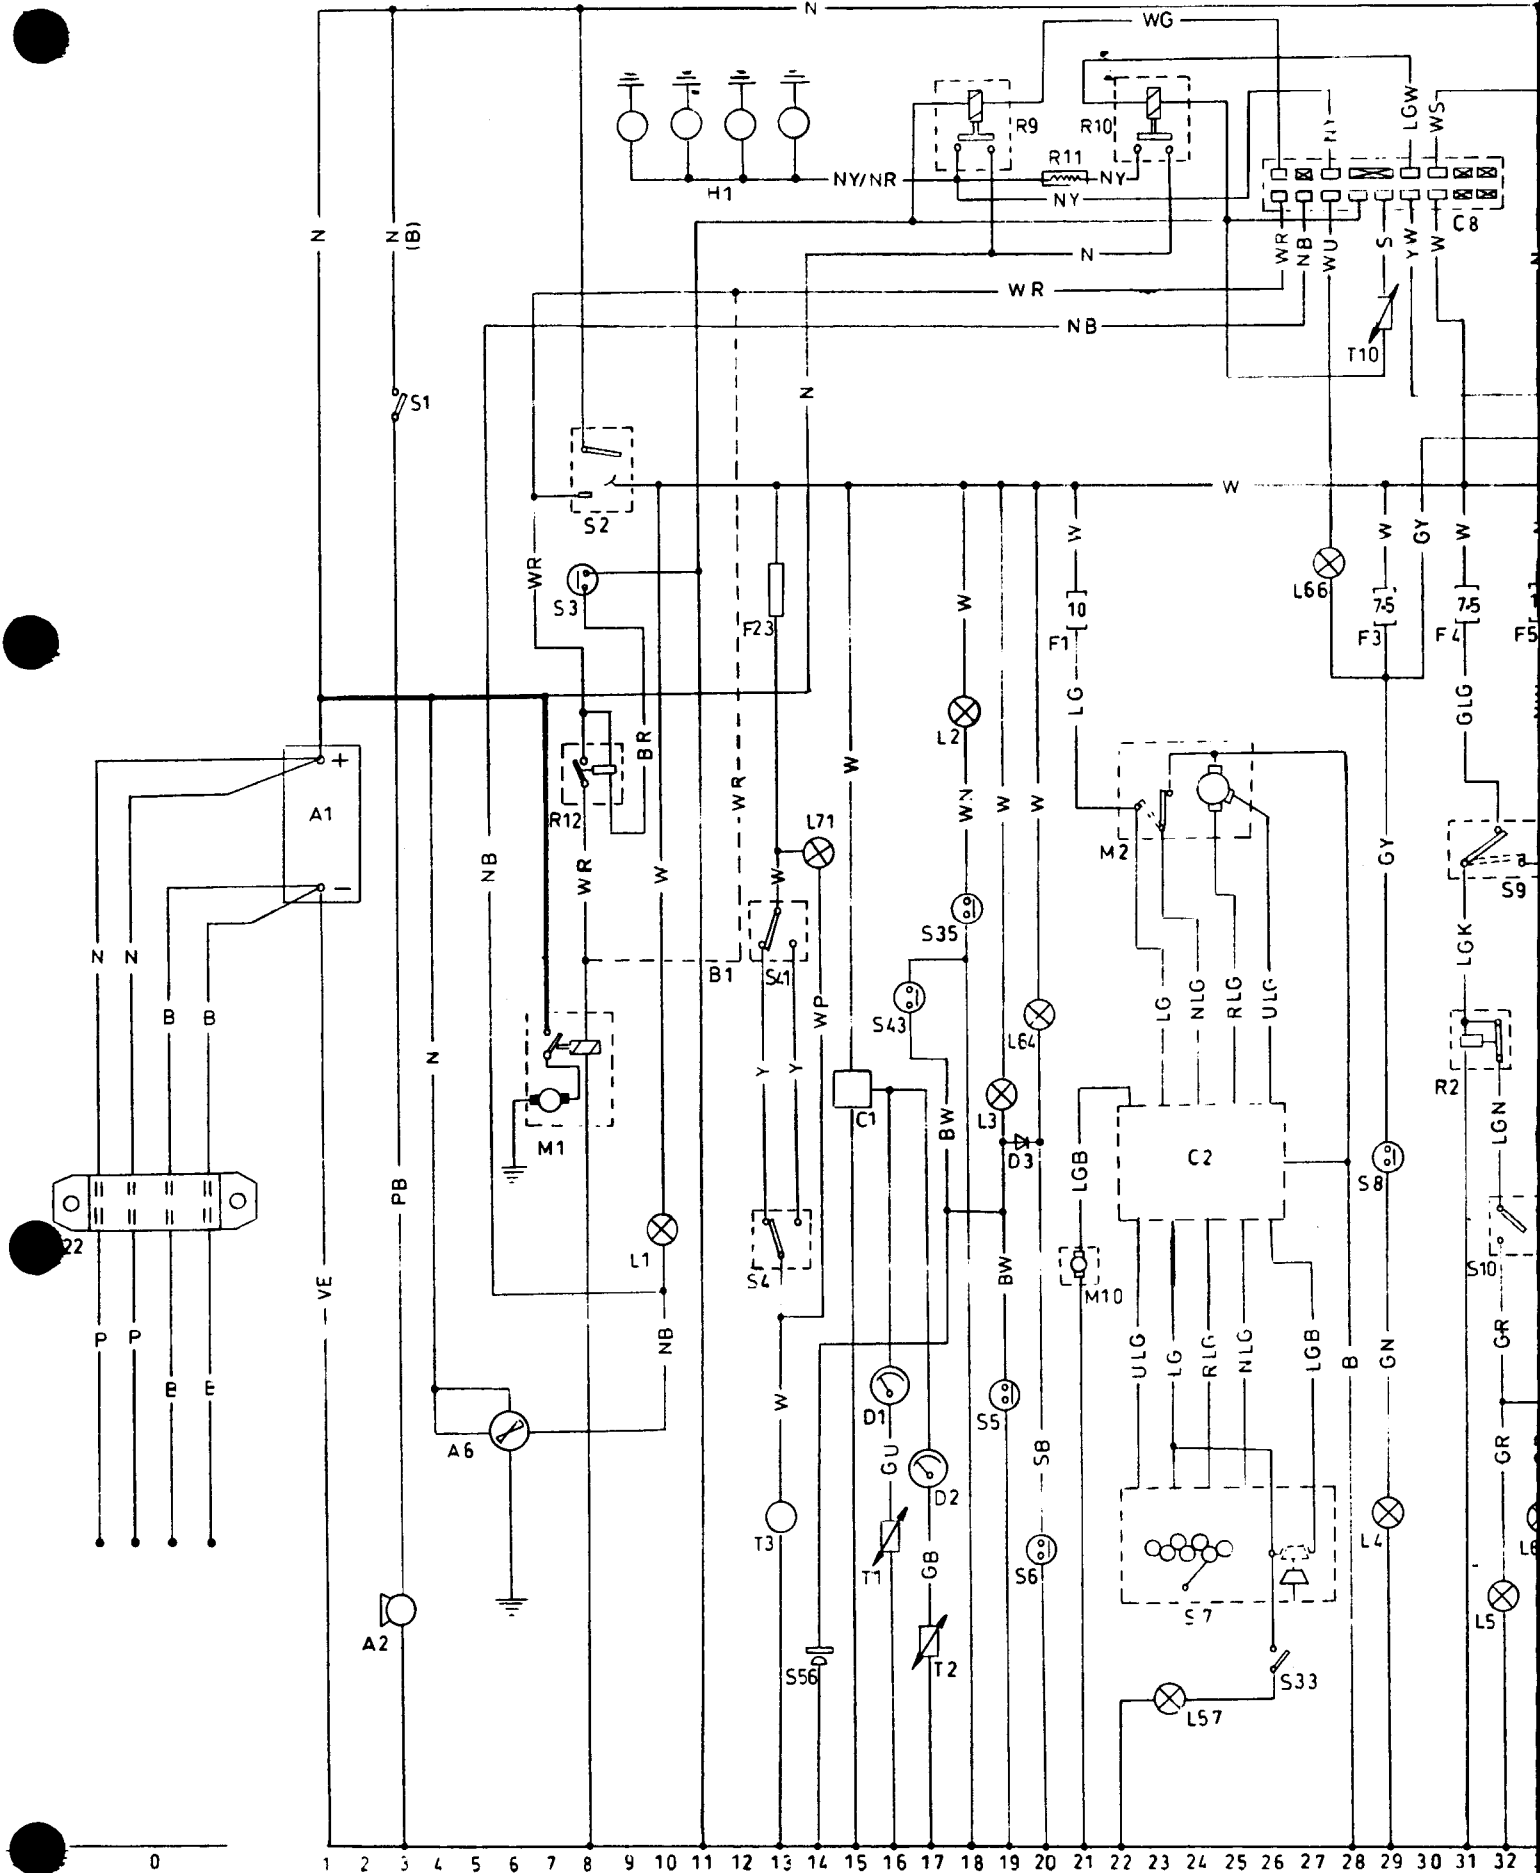 N
WG
R9
R10
R11
NY
LGW
WS
H1
NY/NR
NY
NY
C8
N
N
(B)
N
WR
NB
WU
S
YW
W
WR
NB
T10
S1
N
S2
W
WR
S3
F23
W
W
10
F1
L66
W
7.5
F3
GY
W
7.5
F4
F5
LG
GLG
L2
A1
+
−
R12
BR
WR
W
WR
NB
L71
W
WN
W
W
M2
GY
S9
N
N
B
B
S35
W
S41
B1
WP
S43
LG
NLG
RLG
ULG
LGK
N
M1
Y
Y
C1
BW
L64
L3
D3
LGB
C2
R2
LGN
S8
22
PB
L1
S4
BW
M10
S10
VE
P
P
B
B
NB
W
D1
GU
S5
SB
ULG
LG
RLG
NLG
LGB
B
GN
GR
GR
A6
D2
T3
T1
GB
S6
S7
L4
L5
L6
A2
S56
T2
S33
L57
0 1 2 3 4 5 6 7 8 9 10 11 12 13 14 15 16 17 18 19 20 21 22 23 24 25 26 27 28 29 30 31 32